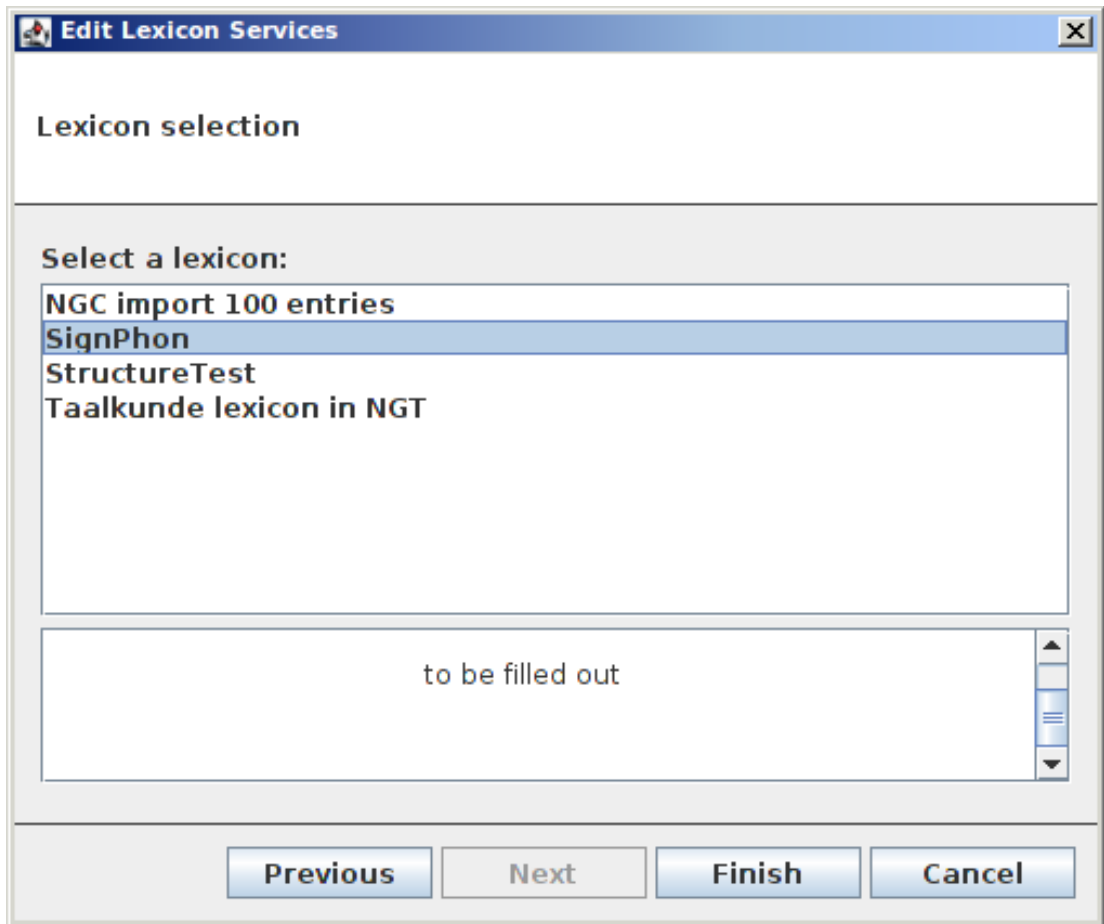 Edit Lexicon Services
Lexicon selection
Select a lexicon:
NGC import 100 entries
SignPhon
StructureTest
Taalkunde lexicon in NGT
to be filled out
Previous Next Finish Cancel